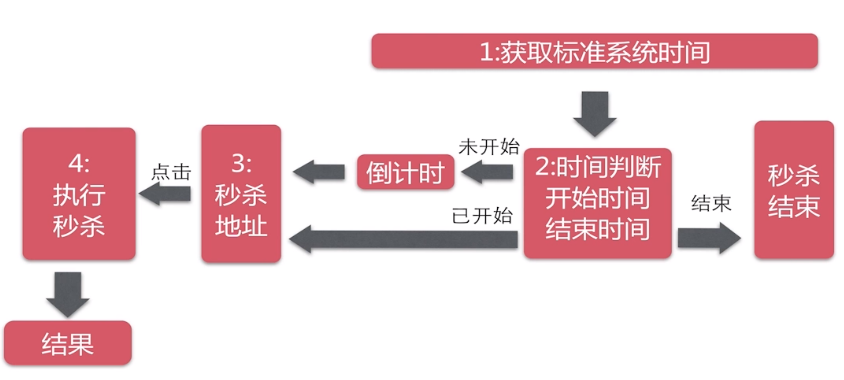 1:获取标准系统时间
4:
执行
秒杀
点击
3:
秒杀
地址
倒计时
未开始
已开始
2:时间判断
开始时间
结束时间
结束
秒杀
结束
结果